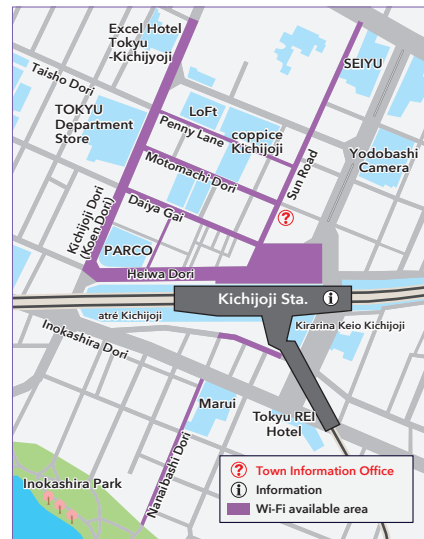 Excel Hotel
Tokyu
-Kichijyoji
Taisho Dori
SEIYU
LoFt
TOKYU
Department
Store
Penny Lane
coppice
Kichijoji
Yodobashi
Camera
Motomachi Dori
Sun Road
Daiya Gai
Kichijoji Dori
(Koen Dori)
?
PARCO
Heiwa Dori
Kichijoji Sta.
i
atré Kichijoji
Kirarina Keio Kichijoji
Inokashira Dori
Marui
Tokyu REI
Hotel
Nanaibashi Dori
Inokashira Park
? Town Information Office
i Information
Wi-Fi available area